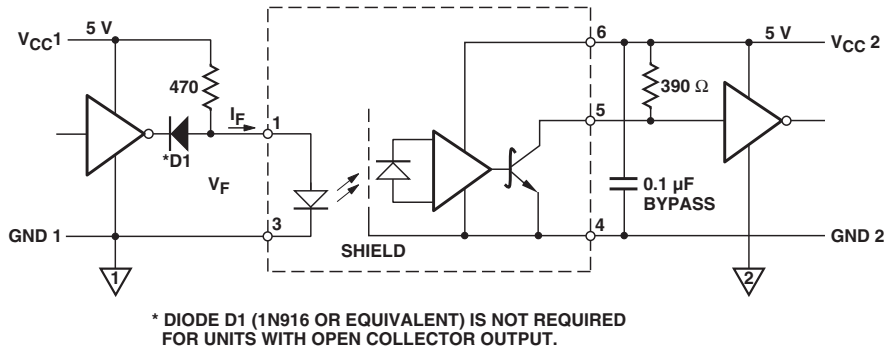 V_CC 1
5 V
470
I_F
1
*D1
V_F
GND 1
3
1
SHIELD
6
5
4
390 Ω
0.1 µF
BYPASS
5 V
V_CC 2
GND 2
2
* DIODE D1 (1N916 OR EQUIVALENT) IS NOT REQUIRED
FOR UNITS WITH OPEN COLLECTOR OUTPUT.